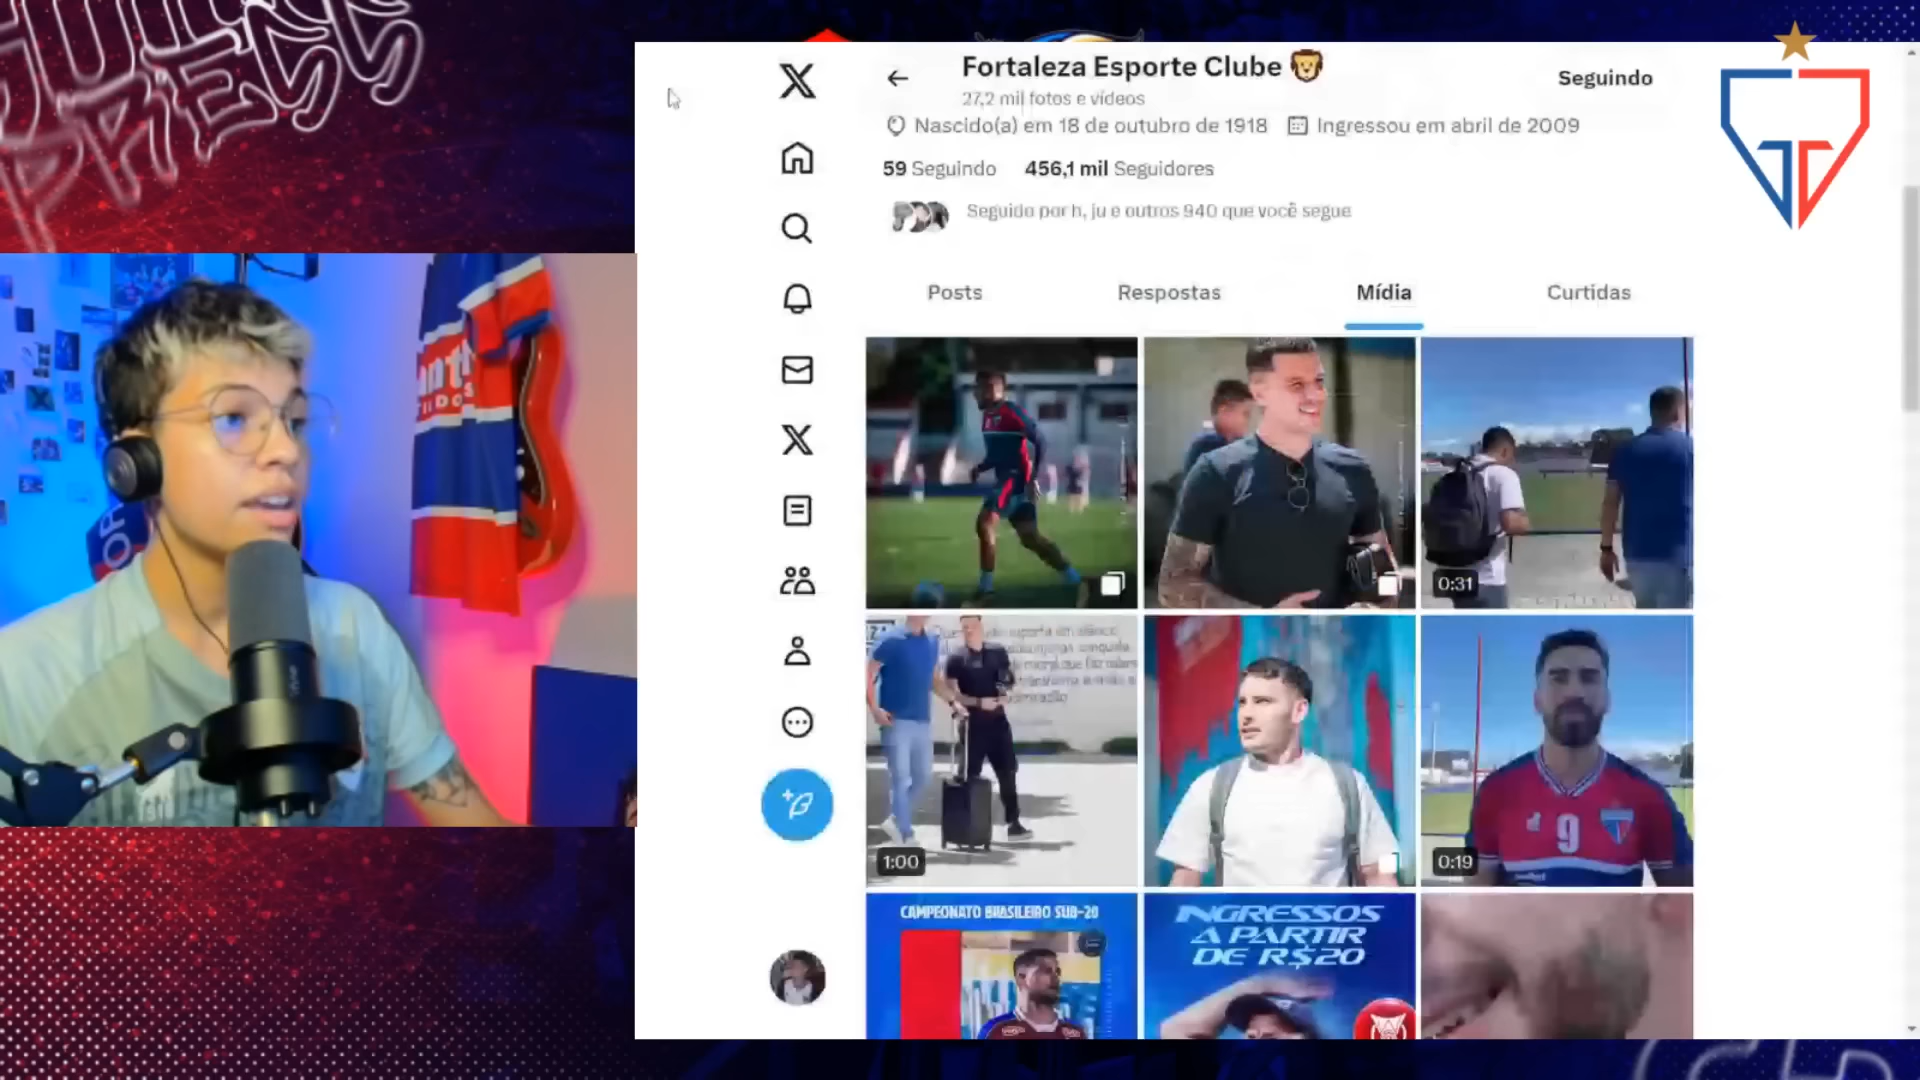 PRESS
Fortaleza Esporte Clube
27,2 mil fotos e vídeos
Seguindo
Nascido(a) em 18 de outubro de 1918
Ingressou em abril de 2009
59 Seguindo
456,1 mil Seguidores
Seguido por h, ju e outros 940 que você segue
Posts
Respostas
Mídia
Curtidas
0:31
1:00
0:19
9
CAMPEONATO BRASILEIRO SUB-20
INGRESSOS
A PARTIR
DE R$20